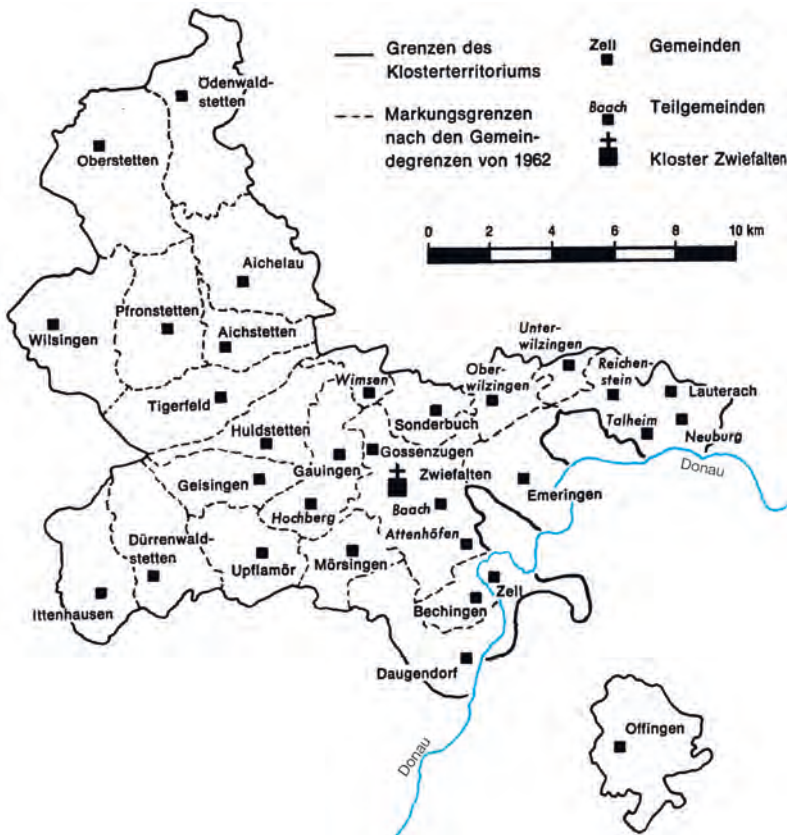 Grenzen des
Klosterterritoriums
Markungsgrenzen
nach den Gemein-
degrenzen von 1962
Zell
Gemeinden
Baach
Teilgemeinden
Kloster Zwiefalten
0 2 4 6 8 10 km
Ödenwald-
stetten
Oberstetten
Aichelau
Pfronstetten
Wilsingen
Aichstetten
Tigerfeld
Unter-
wilzingen
Ober-
wilzingen
Reichen-
stein
Lauterach
Wimsen
Sonderbuch
Talheim
Neuburg
Huldstetten
Gossenzugen
Gauingen
Zwiefalten
Donau
Geisingen
Emeringen
Hochberg
Baach
Attenhöfen
Dürrenwald-
stetten
Upflamör
Mörsingen
Zell
Ittenhausen
Bechingen
Daugendorf
Offingen
Donau